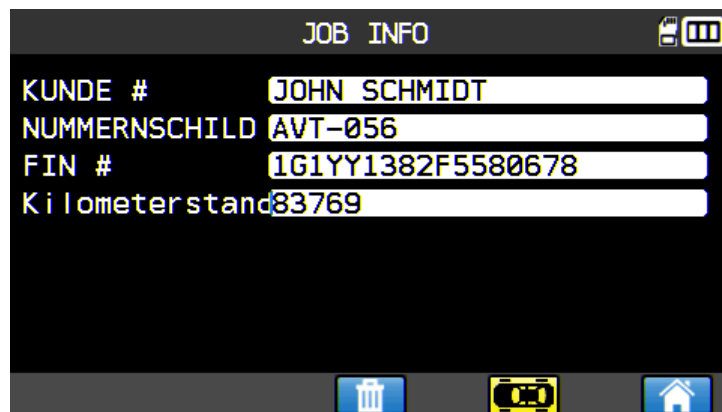 JOB INFO
KUNDE # JOHN SCHMIDT
NUMMERNSCHILD AVT-056
FIN # 1G1YY1382F5580678
Kilometerstand 83769